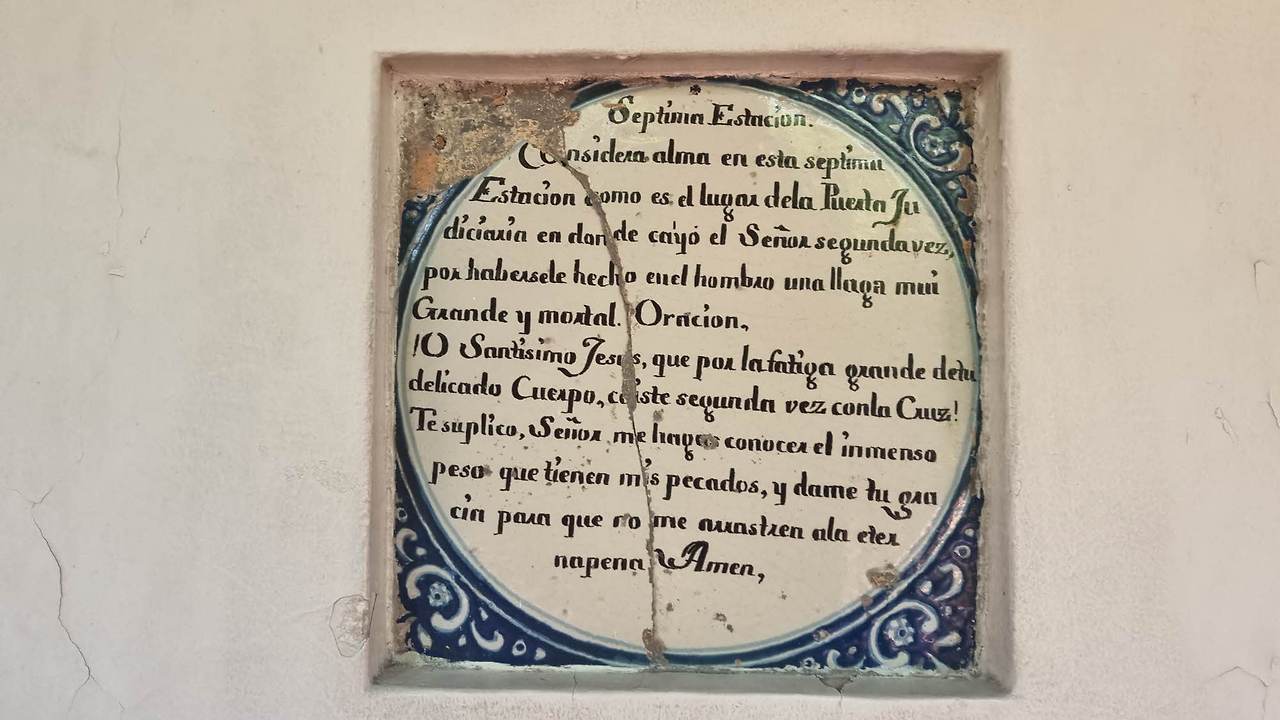 Septima Estacion.
Considera alma en esta septima
Estacion como es el lugar dela Puerta Ju
diciaria en donde cayó el Señor segunda vez,
por habersele hecho enel hombro una llaga mui
Grande y mortal. Oracion,
!O Santisimo Jesus, que por la fatiga grande detu
delicado Cuerpo, caiste segunda vez conla Cruz!
Te suplico, Señor me hagas conocer el inmenso
peso que tienen mis pecados, y dame tu gra
cia para que no me arrastren ala eter
napena Amen,